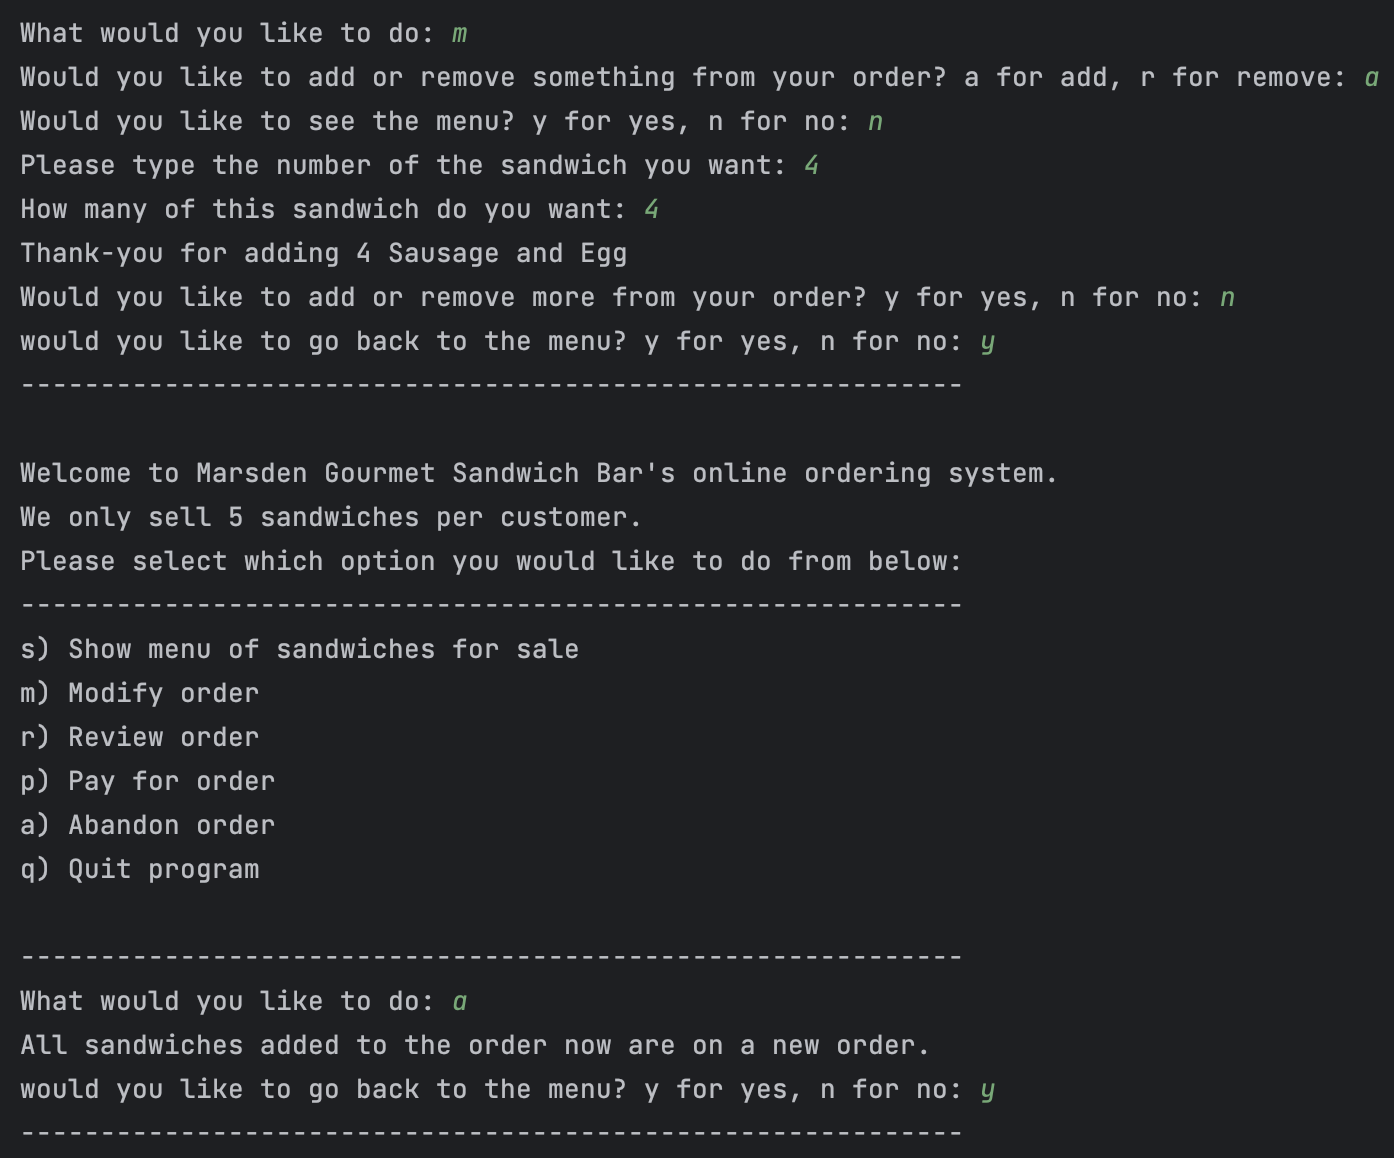 What would you like to do: m
Would you like to add or remove something from your order? a for add, r for remove: a
Would you like to see the menu? y for yes, n for no: n
Please type the number of the sandwich you want: 4
How many of this sandwich do you want: 4
Thank-you for adding 4 Sausage and Egg
Would you like to add or remove more from your order? y for yes, n for no: n
would you like to go back to the menu? y for yes, n for no: y
-----------------------------------------------------------
Welcome to Marsden Gourmet Sandwich Bar's online ordering system.
We only sell 5 sandwiches per customer.
Please select which option you would like to do from below:
-----------------------------------------------------------
s) Show menu of sandwiches for sale
m) Modify order
r) Review order
p) Pay for order
a) Abandon order
q) Quit program
-----------------------------------------------------------
What would you like to do: a
All sandwiches added to the order now are on a new order.
would you like to go back to the menu? y for yes, n for no: y
-----------------------------------------------------------